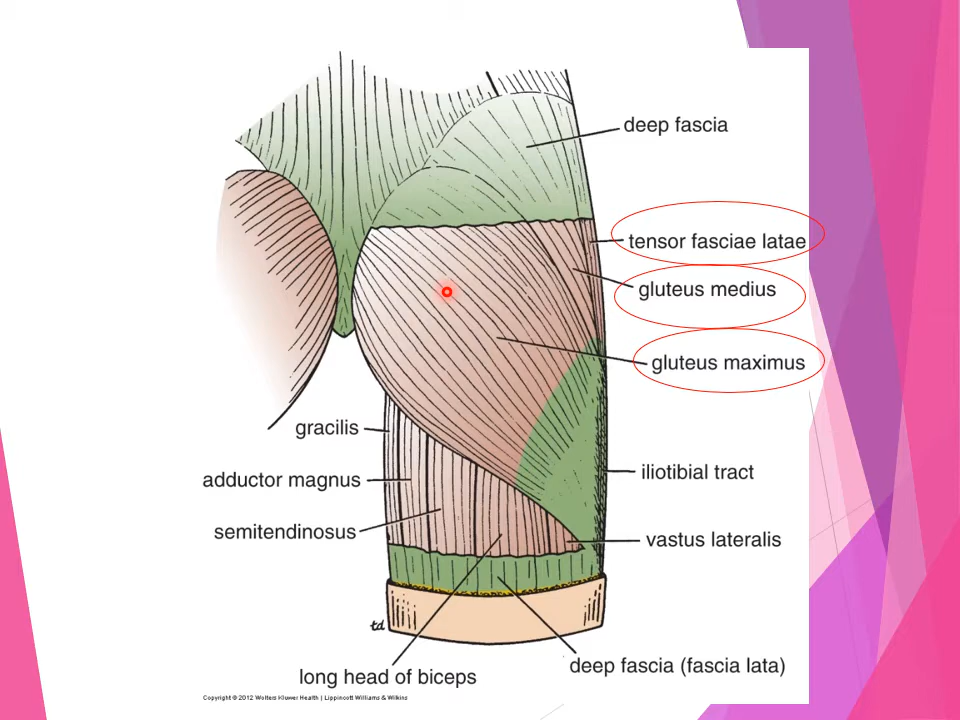 deep fascia
tensor fasciae latae
gluteus medius
gluteus maximus
gracilis
iliotibial tract
adductor magnus
semitendinosus
vastus lateralis
td
deep fascia (fascia lata)
long head of biceps
Copyright © 2012 Wolters Kluwer Health | Lippincott Williams & Wilkins